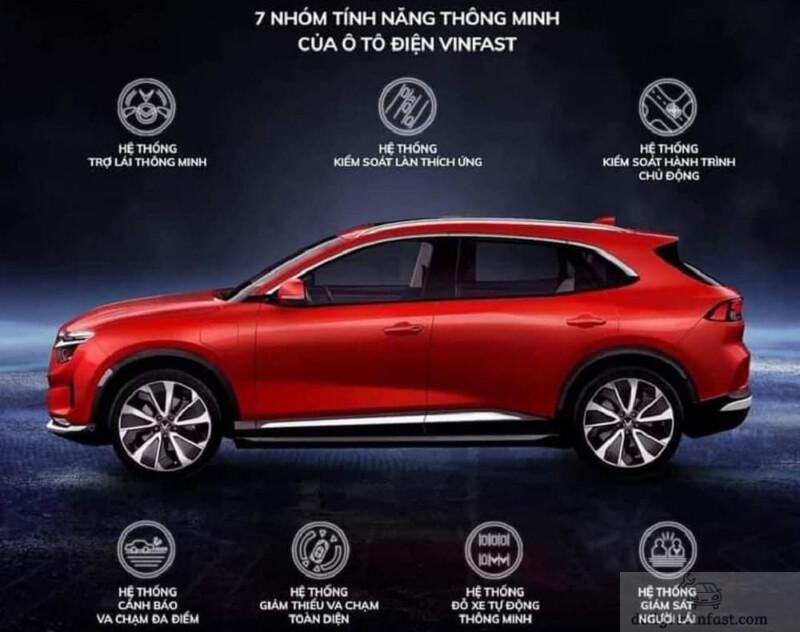 7 NHÓM TÍNH NĂNG THÔNG MINH
CỦA Ô TÔ ĐIỆN VINFAST
HỆ THỐNG
TRỢ LÁI THÔNG MINH
HỆ THỐNG
KIỂM SOÁT LÀN THÍCH ỨNG
HỆ THỐNG
KIỂM SOÁT HÀNH TRÌNH
CHỦ ĐỘNG
HỆ THỐNG
CẢNH BÁO
VA CHẠM ĐA ĐIỂM
HỆ THỐNG
GIẢM THIỂU VA CHẠM
TOÀN DIỆN
HỆ THỐNG
ĐỖ XE TỰ ĐỘNG
THÔNG MINH
HỆ THỐNG
GIÁM SÁT
NGƯỜI LÁI